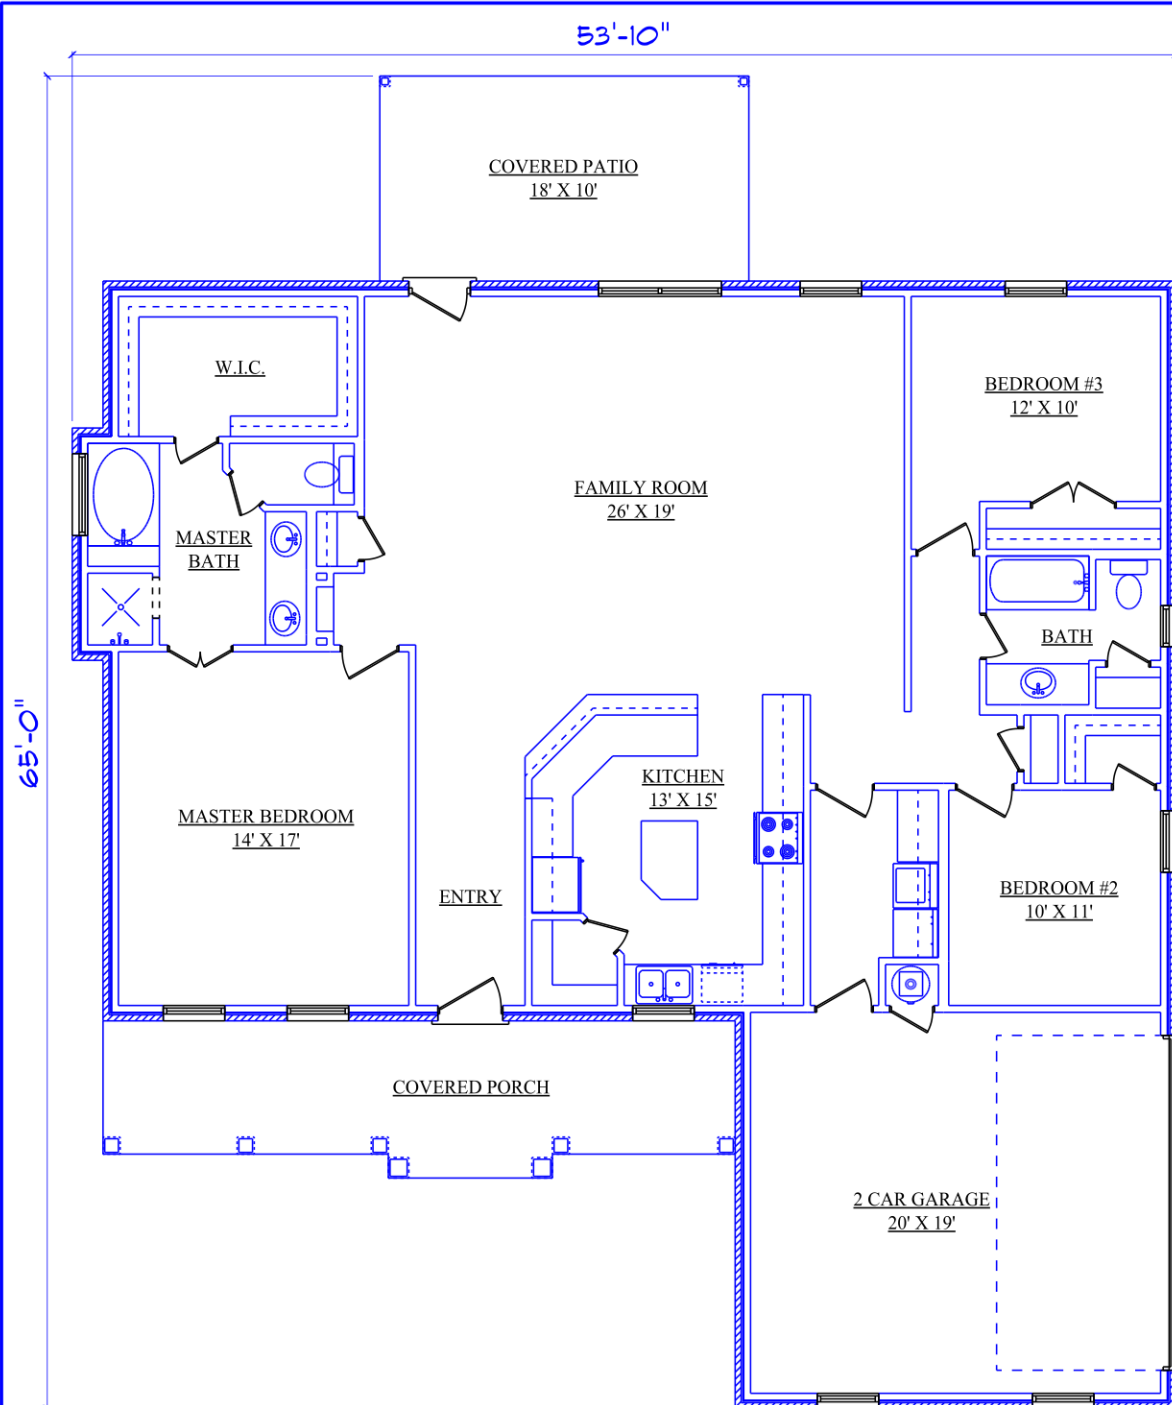 53'-10"
COVERED PATIO
18' X 10'
W.I.C.
BEDROOM #3
12' X 10'
FAMILY ROOM
26' X 19'
MASTER
BATH
BATH
65'-0"
KITCHEN
13' X 15'
MASTER BEDROOM
14' X 17'
ENTRY
BEDROOM #2
10' X 11'
COVERED PORCH
2 CAR GARAGE
20' X 19'